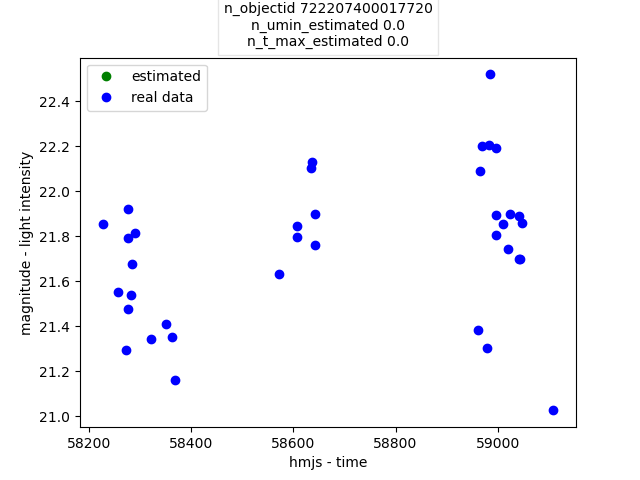 n_objectid 722207400017720
n_umin_estimated 0.0
n_t_max_estimated 0.0
estimated
real data
22.4
22.2
22.0
21.8
21.6
21.4
21.2
21.0
magnitude - light intensity
58200
58400
58600
58800
59000
hmjs - time